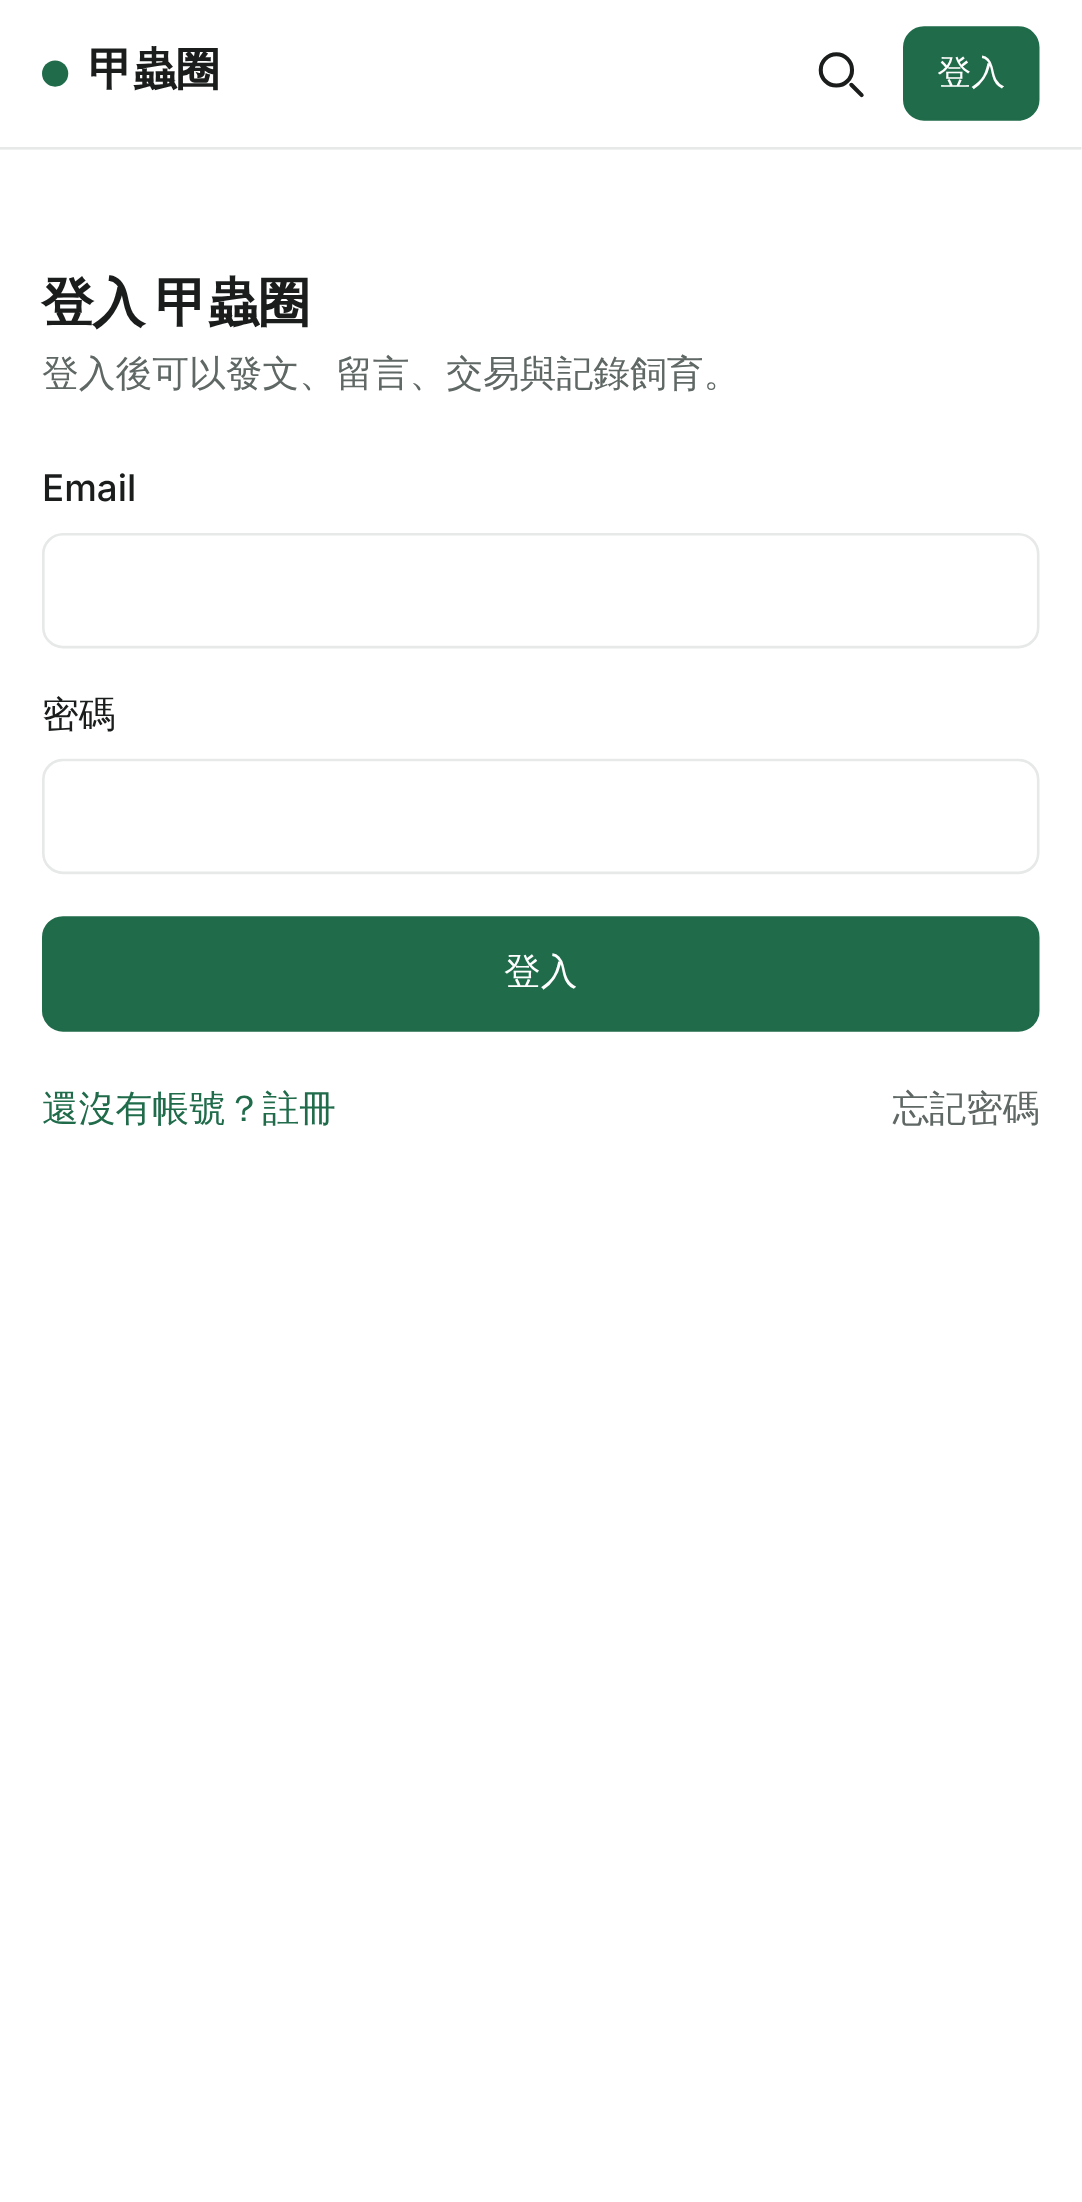 甲蟲圈
登入
登入 甲蟲圈
登入後可以發文、留言、交易與記錄飼育。
Email
密碼
登入
還沒有帳號？註冊
忘記密碼